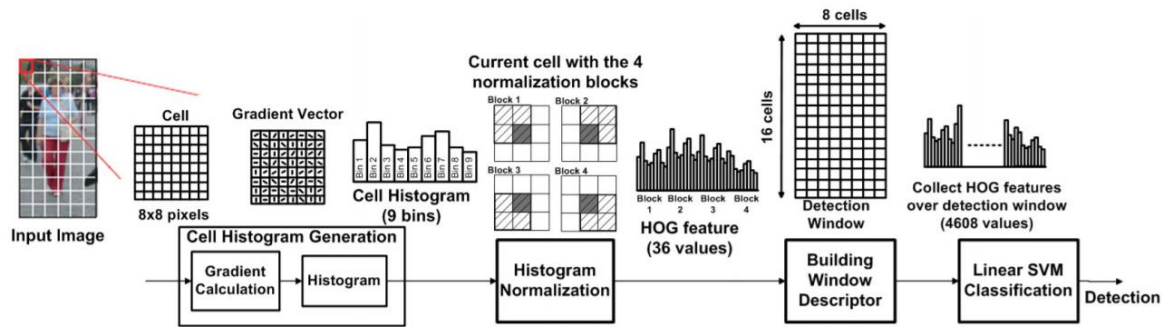 8 cells
Current cell with the 4
normalization blocks
Block 1
Block 2
Cell
Gradient Vector
16 cells
Bin 1
Bin 2
Bin 3
Bin 4
Bin 5
Bin 6
Bin 7
Bin 8
Bin 9
Block 3
Block 4
Cell Histogram
(9 bins)
Block Block Block Block
1 2 3 4
8x8 pixels
Input Image
HOG feature
(36 values)
Detection
Window
Collect HOG features
over detection window
(4608 values)
Cell Histogram Generation
Gradient
Calculation
Histogram
Histogram
Normalization
Building
Window
Descriptor
Linear SVM
Classification
Detection